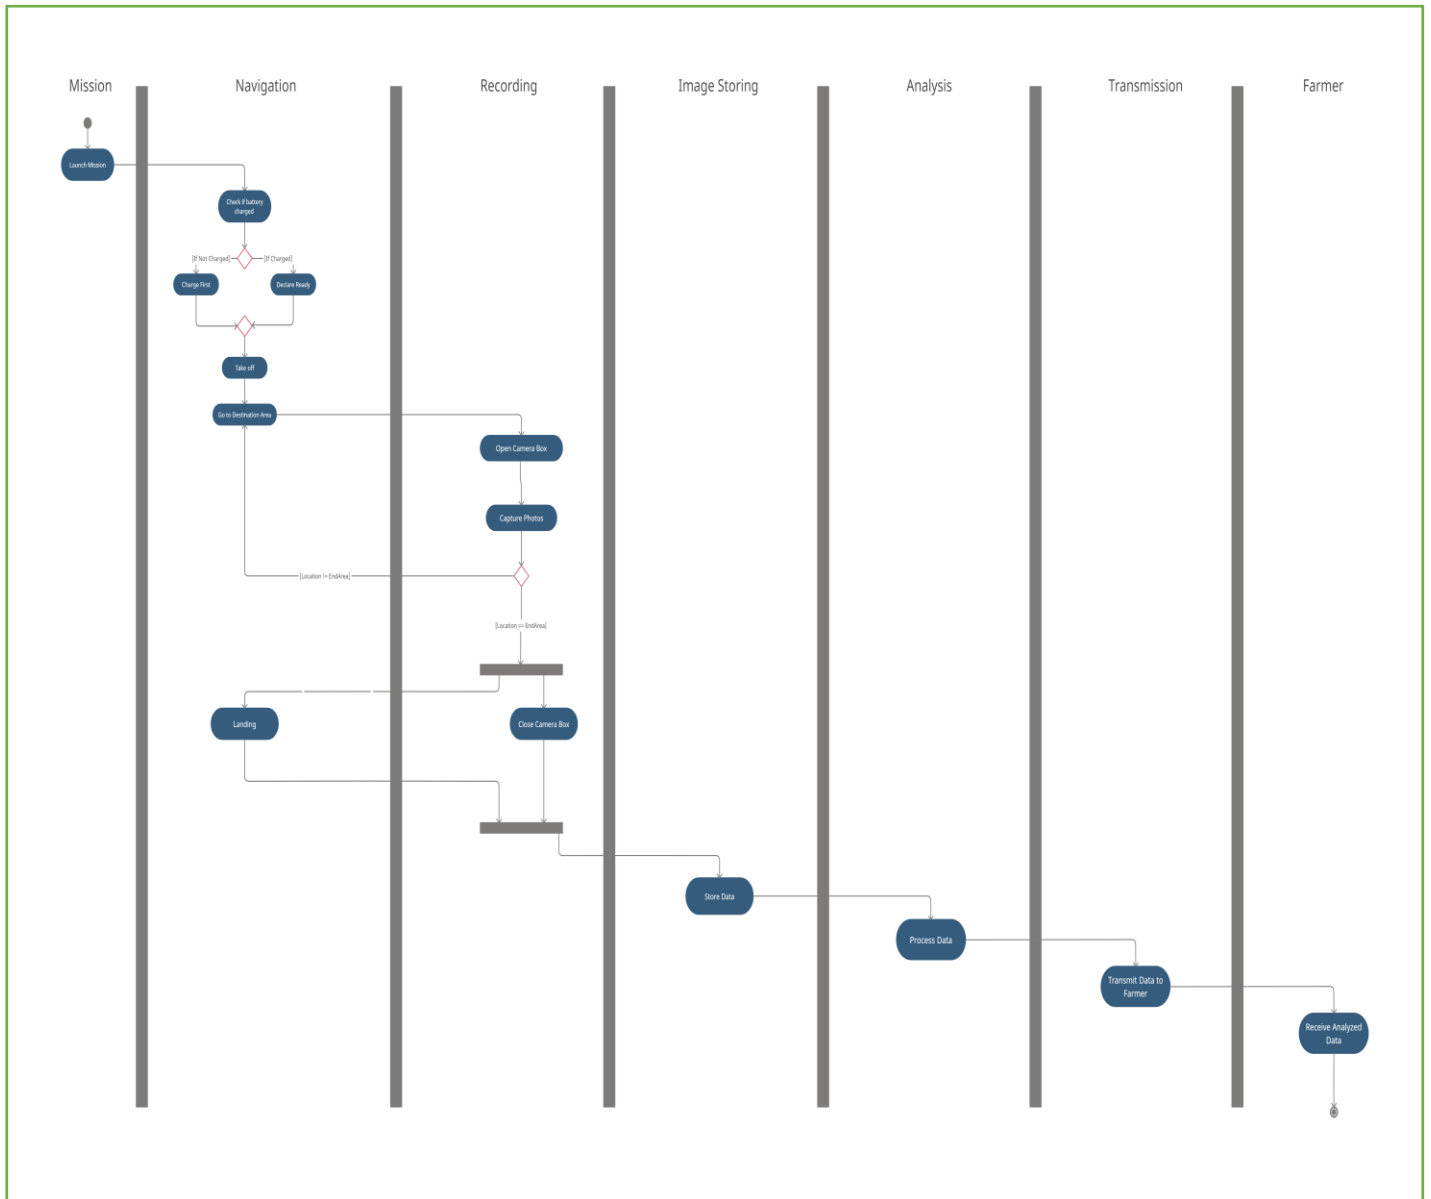 Mission
Navigation
Recording
Image Storing
Analysis
Transmission
Farmer
Launch Mission
Check if battery
charged
[If Not Charged]
[If Charged]
Charge First
Declare Ready
Take off
Go to Destination Area
Open Camera Box
Capture Photos
[Location != EndArea]
[Location == EndArea]
Landing
Close Camera Box
Store Data
Process Data
Transmit Data to
Farmer
Receive Analyzed
Data